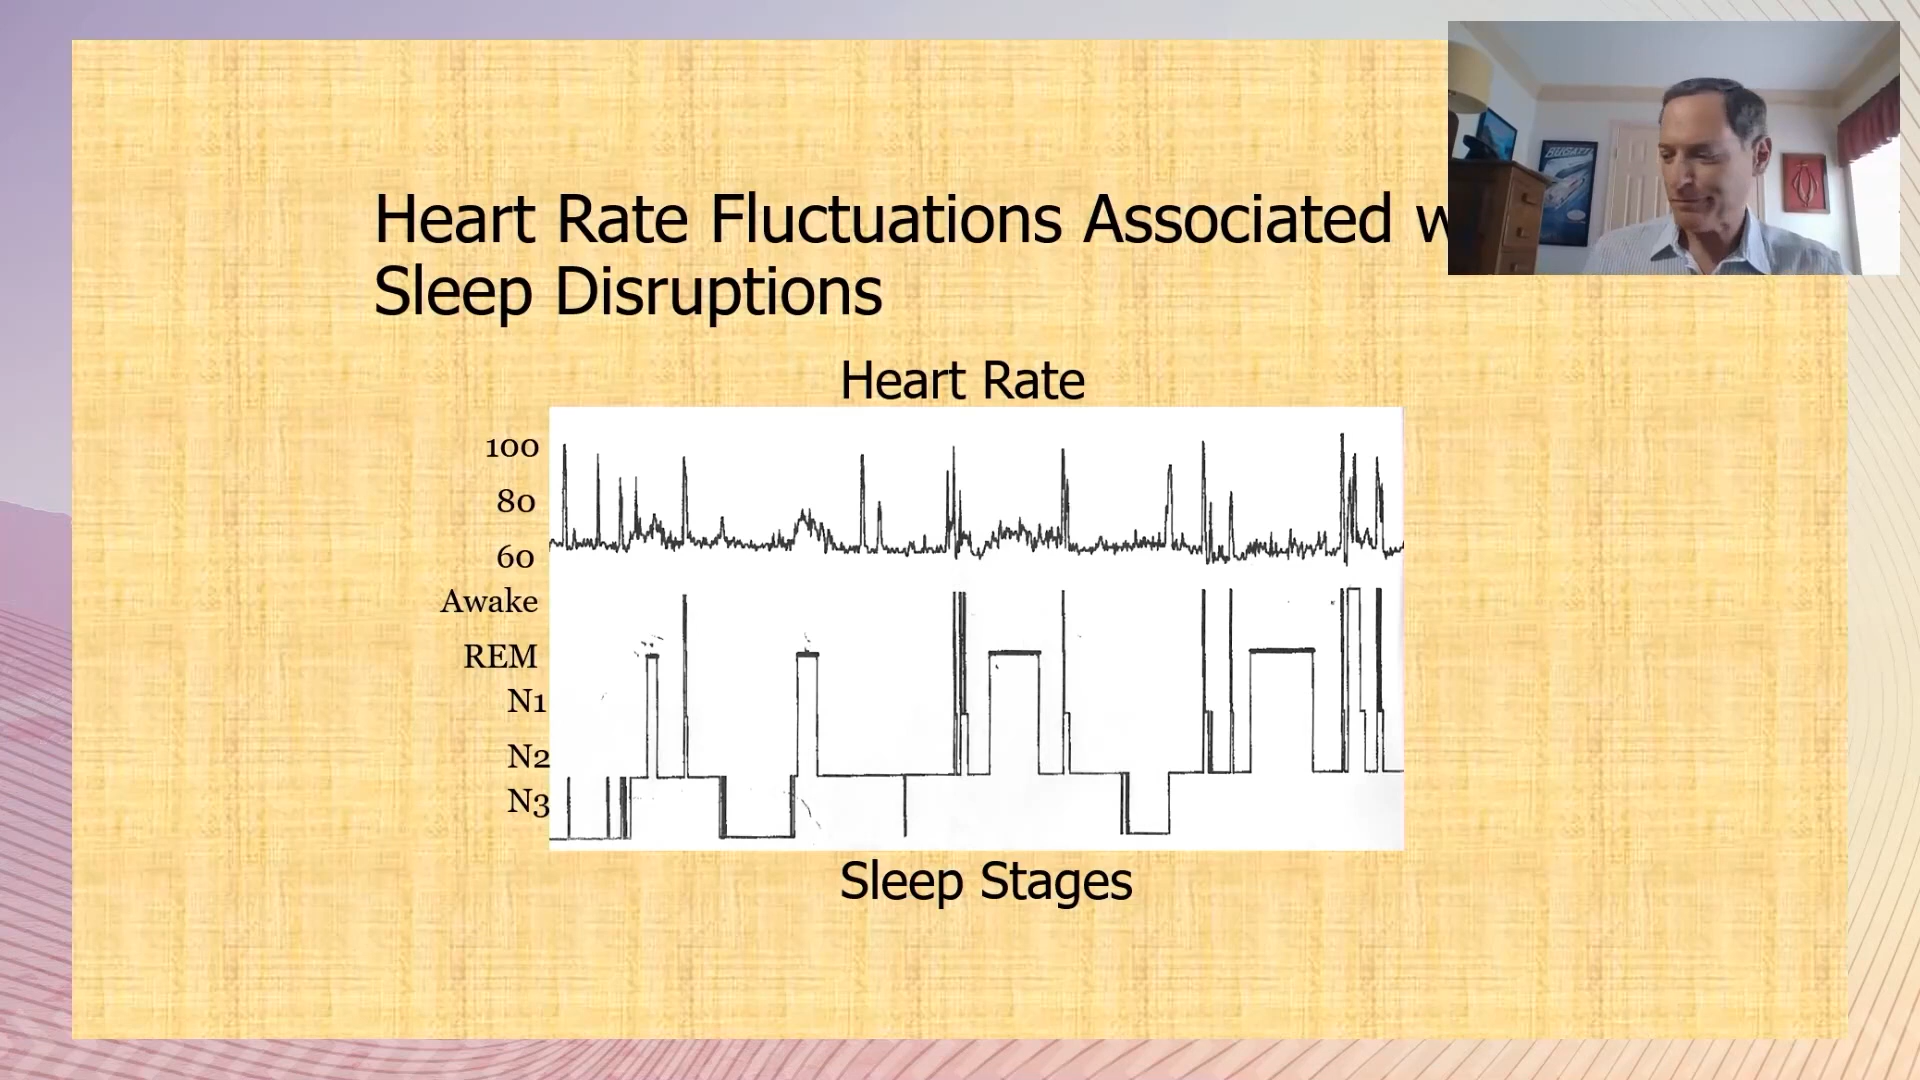 Heart Rate Fluctuations Associated w
Sleep Disruptions
Heart Rate
100
80
60
Awake
REM
N1
N2
N3
Sleep Stages